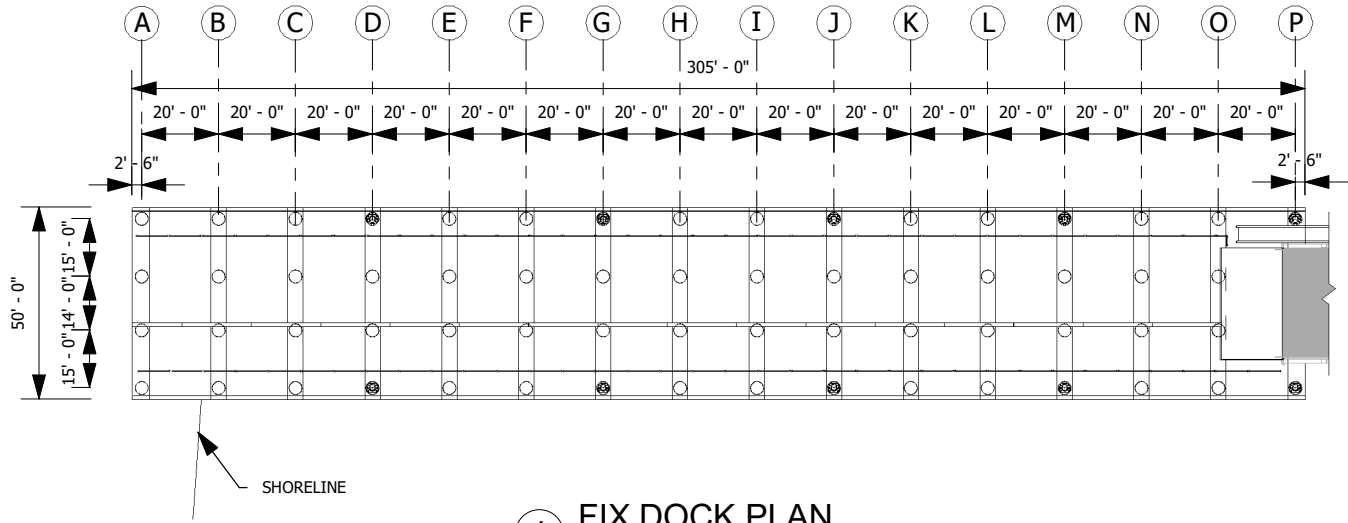 A B C D E F G H I J K L M N O P
305' - 0"
20' - 0" 20' - 0" 20' - 0" 20' - 0" 20' - 0" 20' - 0" 20' - 0" 20' - 0" 20' - 0" 20' - 0" 20' - 0" 20' - 0" 20' - 0" 20' - 0" 20' - 0"
2' - 6" 2' - 6"
50' - 0"
15' - 0"
14' - 0"
15' - 0"
SHORELINE
FIX DOCK PLAN